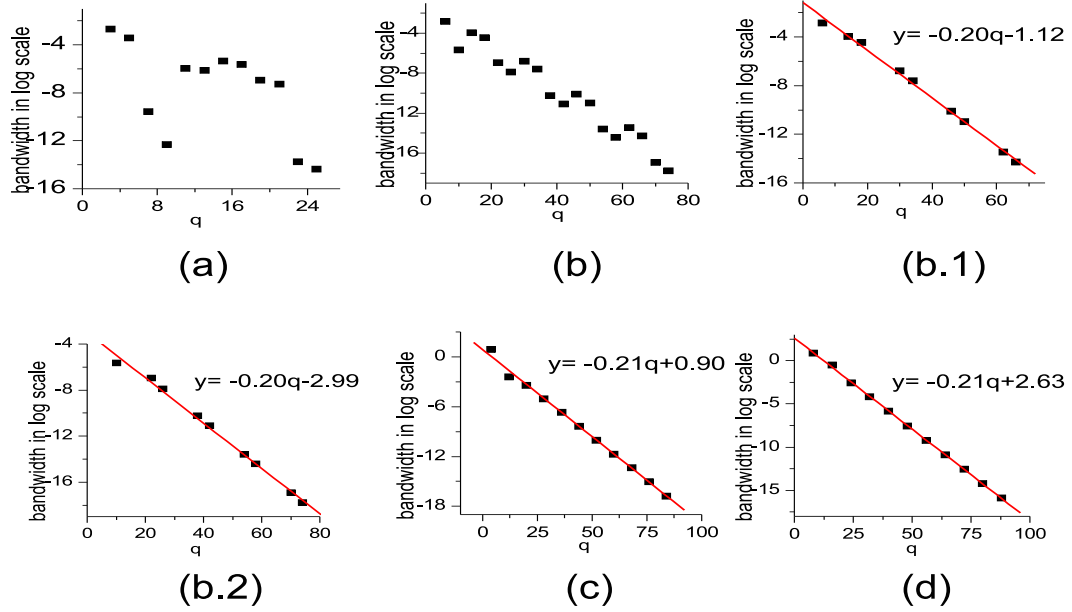 bandwidth in log scale
-4
-8
-12
-16
0
8
16
24
q
(a)
bandwidth in log scale
-4
-8
12
16
0
20
40
60
80
q
(b)
bandwidth in log scale
-4
-8
-12
-16
0
20
40
60
q
y= -0.20q-1.12
(b.1)
bandwidth in log scale
-4
-8
-12
-16
0
20
40
60
80
q
y= -0.20q-2.99
(b.2)
bandwidth in log scale
0
-6
-12
-18
0
25
50
75
100
q
y= -0.21q+0.90
(c)
bandwidth in log scale
0
-5
-10
15
0
25
50
75
100
q
y= -0.21q+2.63
(d)